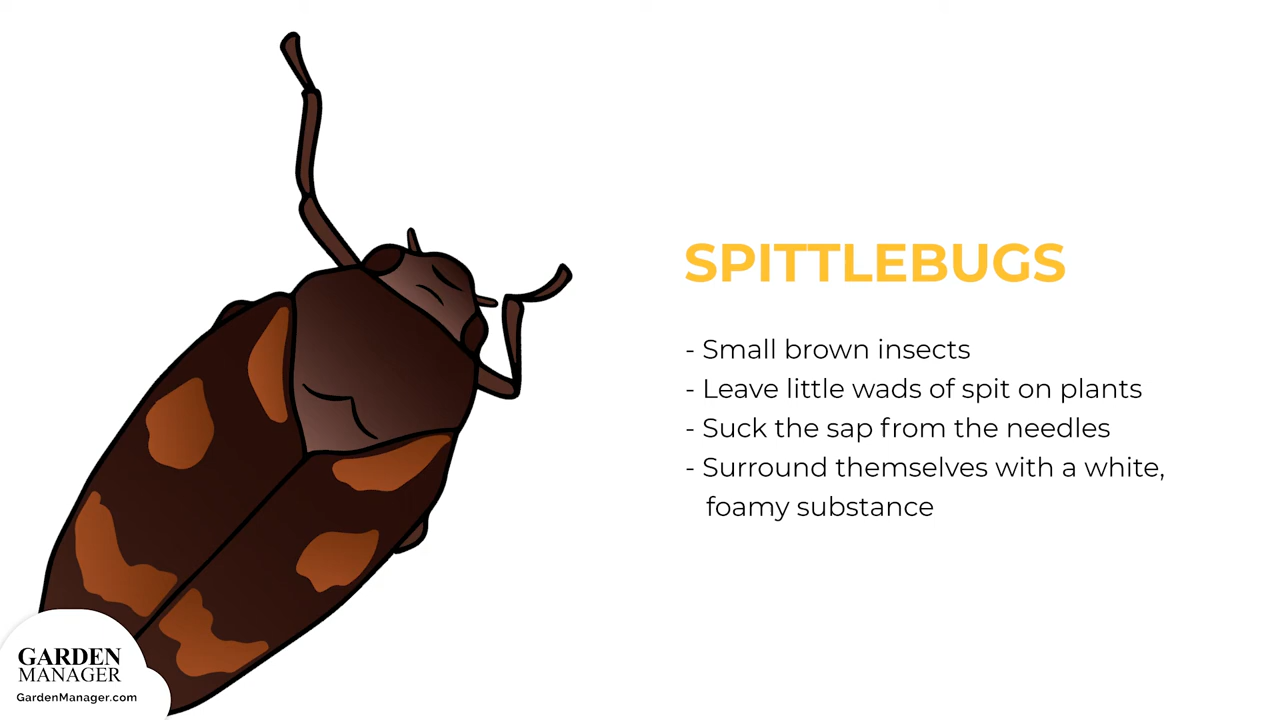 SPITTLEBUGS
- Small brown insects
- Leave little wads of spit on plants
- Suck the sap from the needles
- Surround themselves with a white,
foamy substance
GARDEN
MANAGER
GardenManager.com